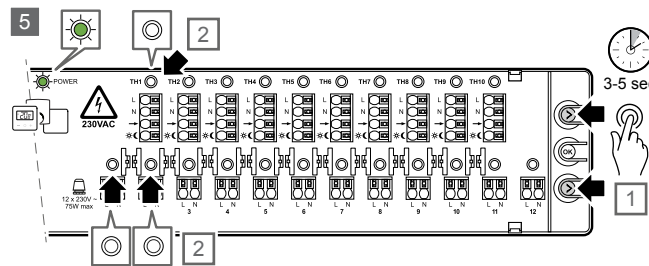 5
2
POWER
TH1 TH2 TH3 TH4 TH5 TH6 TH7 TH8 TH9 TH10
3-5 sec
L L L L L L L L L L
N N N N N N N N N N
230VAC
OK
12 x 230V ~
75W max
L N L N L N L N L N L N L N L N L N L N
3 4 5 6 7 8 9 10 11 12
1
2